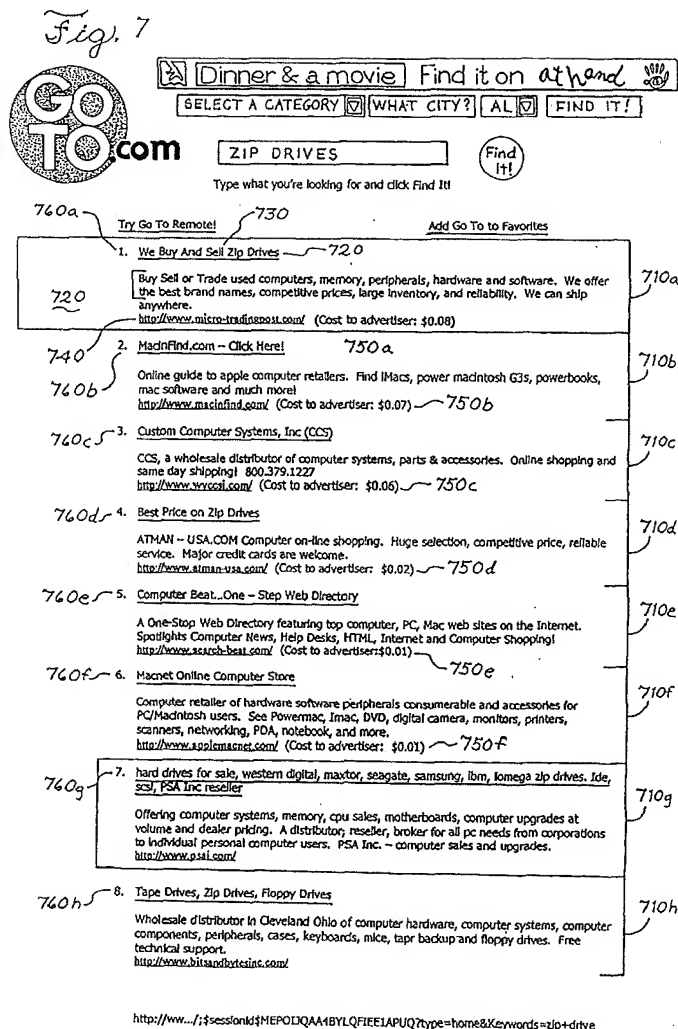 Fig. 7
Dinner & a movie Find it on at hand
SELECT A CATEGORY WHAT CITY? AL FIND IT!
GO TO.com
ZIP DRIVES
Find It!
Type what you're looking for and click Find It!
760a 730
Try Go To Remote! Add Go To to Favorites
1. We Buy And Sell Zip Drives 720
720 Buy Sell or Trade used computers, memory, peripherals, hardware and software. We offer 710a
the best brand names, competitive prices, large inventory, and reliability. We can ship
anywhere.
http://www.micro-tradingpost.com/ (Cost to advertiser: $0.08)
740
2. MacInFind.com – Click Here! 750a
760b Online guide to apple computer retailers. Find iMacs, power macintosh G3s, powerbooks, 710b
mac software and much more!
http://www.macinfind.com/ (Cost to advertiser: $0.07) 750b
760c 3. Custom Computer Systems, Inc (CCS) 710c
CCS, a wholesale distributor of computer systems, parts & accessories. Online shopping and
same day shipping! 800.379.1227
http://www.wvccsi.com/ (Cost to advertiser: $0.06) 750c
760d 4. Best Price on Zip Drives 710d
ATMAN – USA.COM Computer on-line shopping. Huge selection, competitive price, reliable
service. Major credit cards are welcome.
http://www.atman-usa.com/ (Cost to advertiser: $0.02) 750d
760e 5. Computer Beat...One – Step Web Directory 710e
A One-Stop Web Directory featuring top computer, PC, Mac web sites on the Internet.
Spotlights Computer News, Help Desks, HTML, Internet and Computer Shopping!
http://www.search-beat.com/ (Cost to advertiser:$0.01) 750e
760f 6. Macnet Online Computer Store 710f
Computer retailer of hardware software peripherals consumerable and accessories for
PC/Macintosh users. See Powermac, Imac, DVD, digital camera, monitors, printers,
scanners, networking, PDA, notebook, and more.
http://www.applemacnet.com/ (Cost to advertiser: $0.01) 750f
760g 7. hard drives for sale, western digital, maxtor, seagate, samsung, ibm, iomega zip drives. Ide,
scsi, PSA Inc reseller 710g
Offering computer systems, memory, cpu sales, motherboards, computer upgrades at
volume and dealer pricing. A distributor, reseller, broker for all pc needs from corporations
to individual personal computer users. PSA Inc. – computer sales and upgrades.
http://www.psai.com/
760h 8. Tape Drives, Zip Drives, Floppy Drives 710h
Wholesale distributor in Cleveland Ohio of computer hardware, computer systems, computer
components, peripherals, cases, keyboards, mice, tapr backup and floppy drives. Free
technical support.
http://www.bitsandbytesinc.com/
http://ww.../;$sessionid$MEPOIJQAA4BYLQFIEE1APUQ?type=home&Keywords=zip+drive